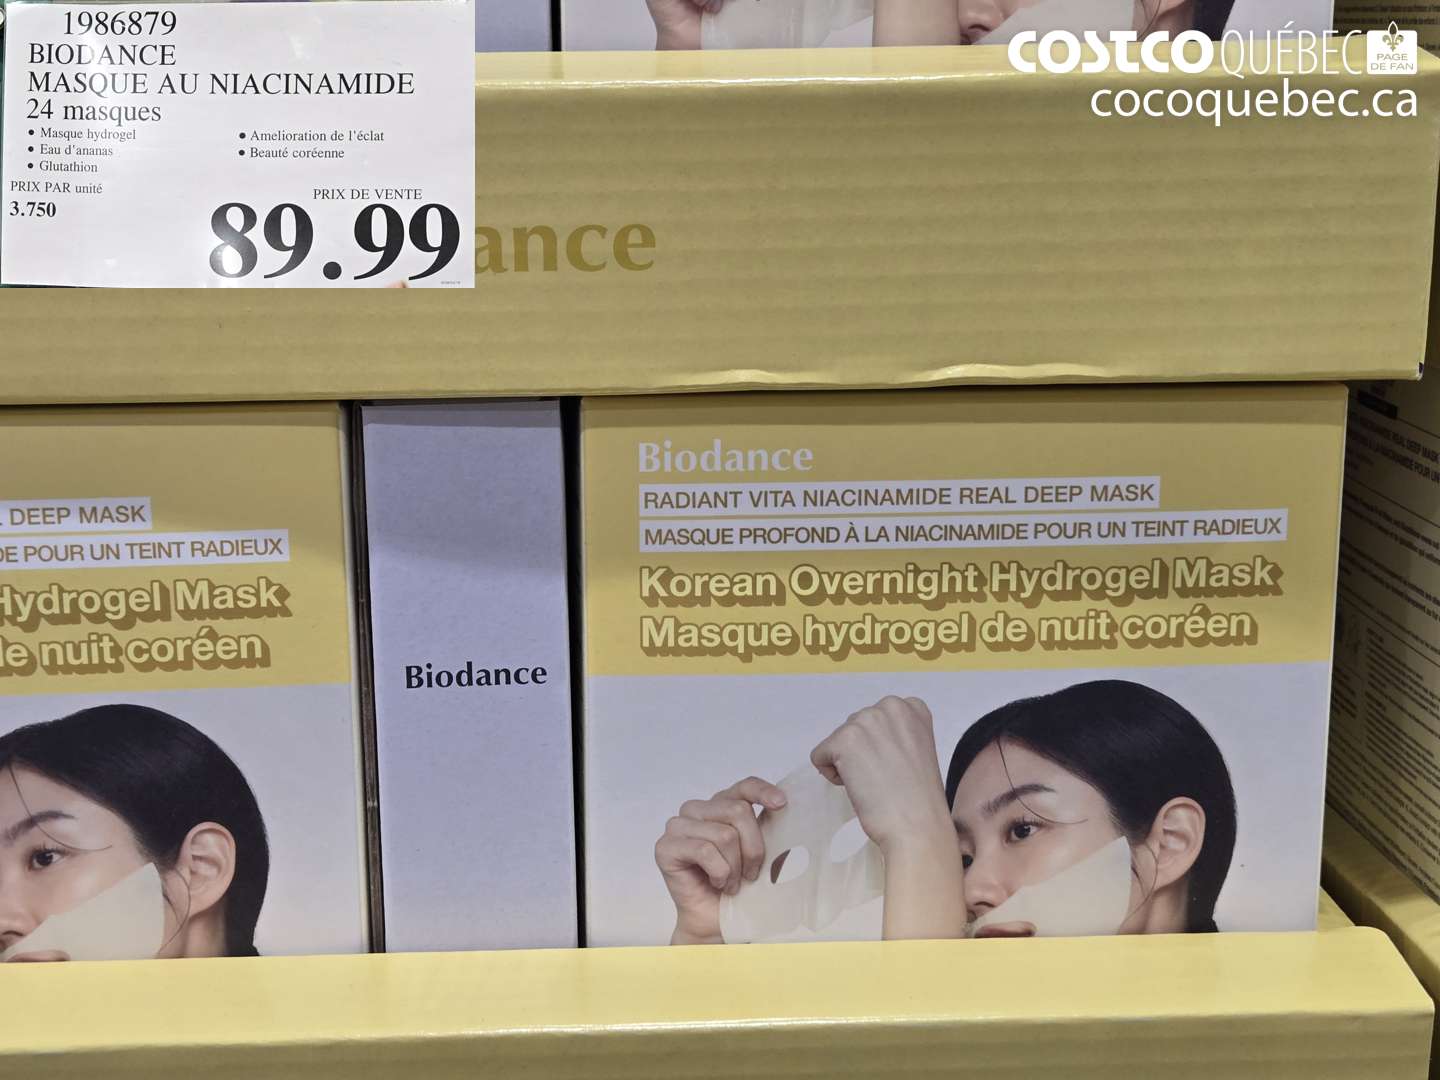 1986879
BIODANCE
MASQUE AU NIACINAMIDE
24 masques
• Masque hydrogel
• Eau d'ananas
• Glutathion
• Amelioration de l'éclat
• Beauté coréenne
PRIX PAR unité
3.750
PRIX DE VENTE
89.99
COSTCO QUÉBEC
PAGE
DE FAN
cocoquebec.ca
ance
DEEP MASK
DE POUR UN TEINT RADIEUX
Hydrogel Mask
de nuit coréen
Biodance
Biodance
RADIANT VITA NIACINAMIDE REAL DEEP MASK
MASQUE PROFOND À LA NIACINAMIDE POUR UN TEINT RADIEUX
Korean Overnight Hydrogel Mask
Masque hydrogel de nuit coréen